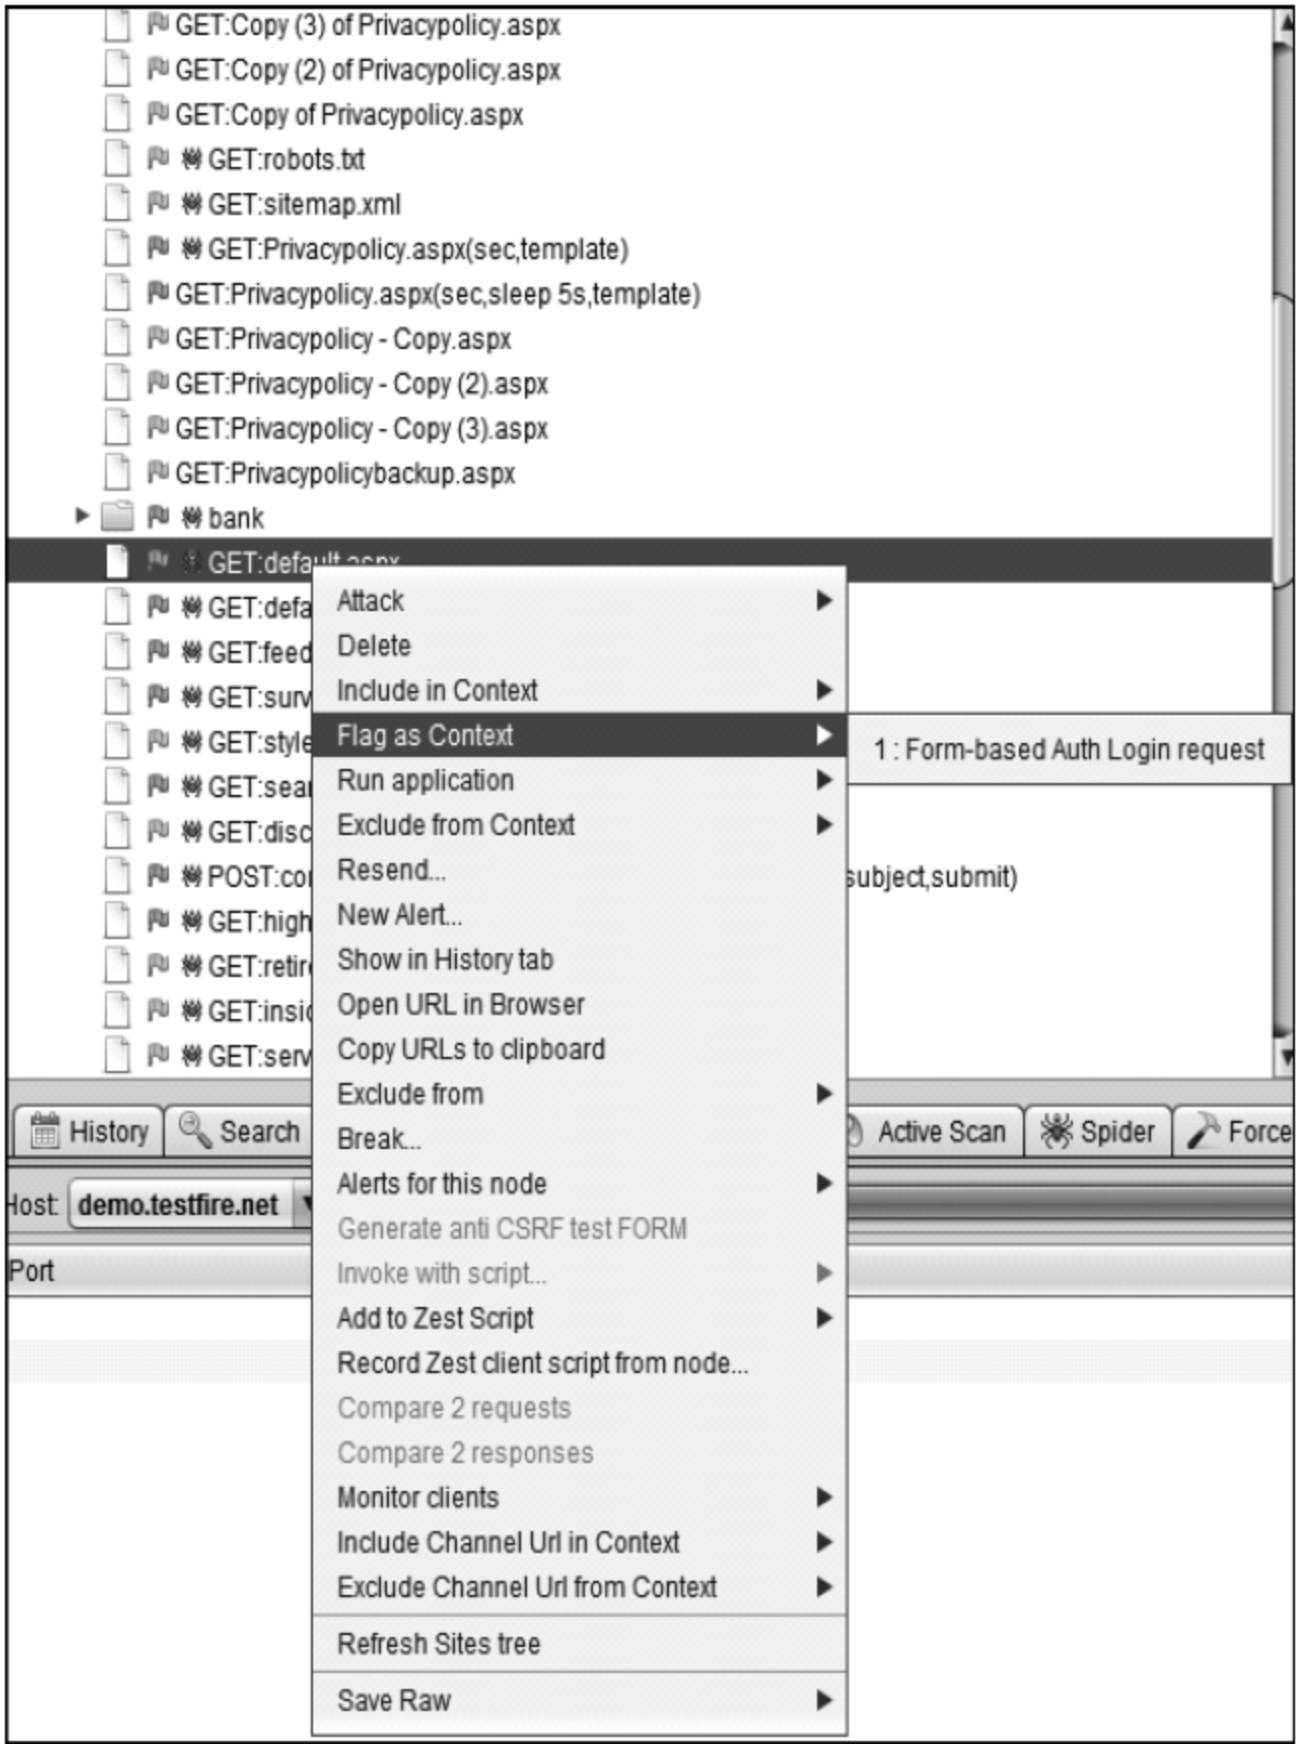 GET:Copy (3) of Privacypolicy.aspx
GET:Copy (2) of Privacypolicy.aspx
GET:Copy of Privacypolicy.aspx
GET:robots.txt
GET:sitemap.xml
GET:Privacypolicy.aspx(sec,template)
GET:Privacypolicy.aspx(sec,sleep 5s,template)
GET:Privacypolicy - Copy.aspx
GET:Privacypolicy - Copy (2).aspx
GET:Privacypolicy - Copy (3).aspx
GET:Privacypolicybackup.aspx
bank
GET:default.aspx
GET:defa
GET:feed
GET:surv
GET:style
GET:sear
GET:disc
POST:co
subject,submit)
GET:high
GET:retir
GET:insid
GET:serv
Attack
Delete
Include in Context
Flag as Context
1 : Form-based Auth Login request
Run application
Exclude from Context
Resend...
New Alert...
Show in History tab
Open URL in Browser
Copy URLs to clipboard
Exclude from
Break...
Alerts for this node
Generate anti CSRF test FORM
Invoke with script...
Add to Zest Script
Record Zest client script from node...
Compare 2 requests
Compare 2 responses
Monitor clients
Include Channel Url in Context
Exclude Channel Url from Context
Refresh Sites tree
Save Raw
History Search Active Scan Spider Force
Host: demo.testfire.net
Port